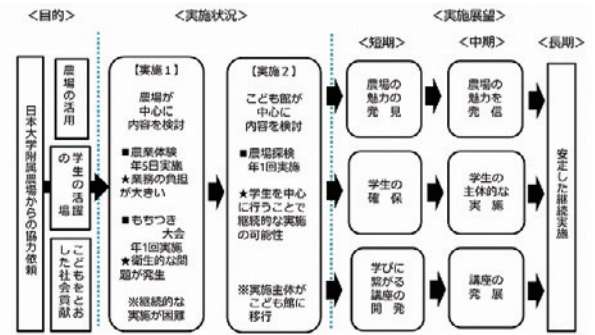 ＜目的＞
＜実施状況＞
＜実施展望＞
＜短期＞
＜中期＞
＜長期＞
日本大学附属農場からの協力依頼
農場の活用
学生の活躍
の場
こどもをとお
した社会貢献
【実施１】
農場が
中心に
内容を検討
■農業体験
年5日実施
★業務の負担
が大きい
■もちつき
大会
年1回実施
★衛生的な問
題が発生
※継続的な
実施が困難
【実施２】
こども館が
中心に
内容を検討
■農場探検
年1回実施
★学生を中心
に行うことで
継続的な実施
の可能性
※実施主体が
こども館に
移行
農場の
魅力の
発見
農場の
魅力を
発信
学生の
確保
学生の
主体的な
実施
学びに
繋がる
講座の
開発
講座の
発展
安定した継続実施